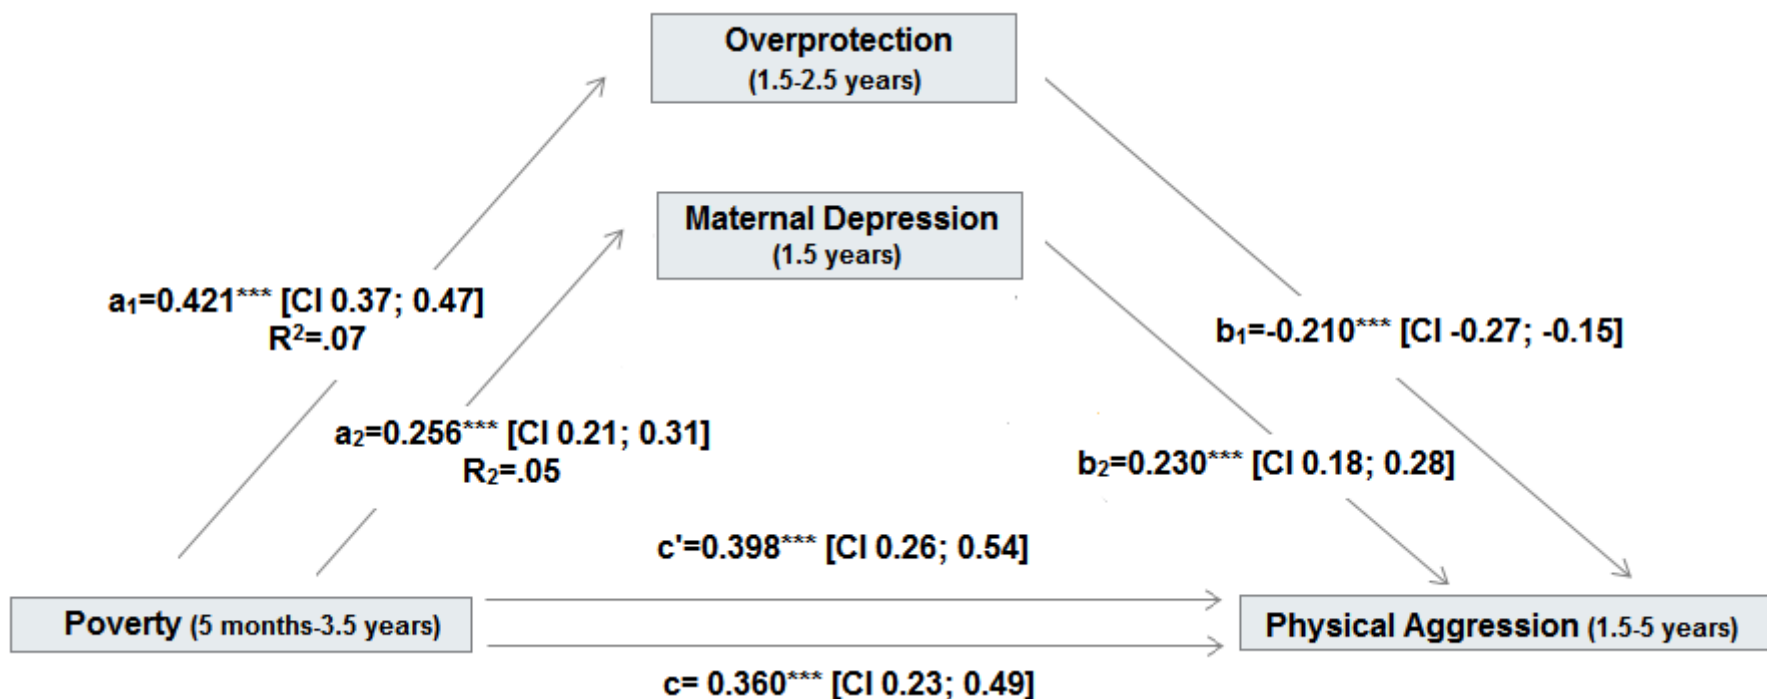 Overprotection
(1.5-2.5 years)
Maternal Depression
(1.5 years)
a₁=0.421*** [CI 0.37; 0.47]
R²=.07
b₁=-0.210*** [CI -0.27; -0.15]
a₂=0.256*** [CI 0.21; 0.31]
R₂=.05
b₂=0.230*** [CI 0.18; 0.28]
c'=0.398*** [CI 0.26; 0.54]
Poverty (5 months-3.5 years)
Physical Aggression (1.5-5 years)
c= 0.360*** [CI 0.23; 0.49]